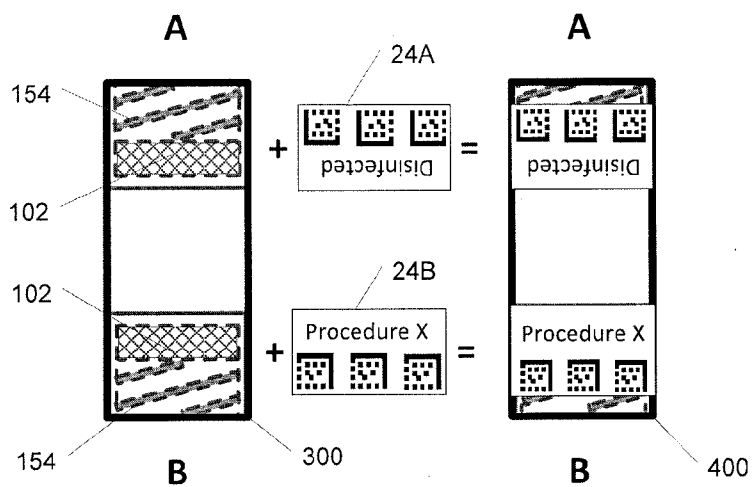 A A
154 24A
+ Disinfected = Disinfected
102
102 24B
Procedure X Procedure X
+ =
154 300 400
B B